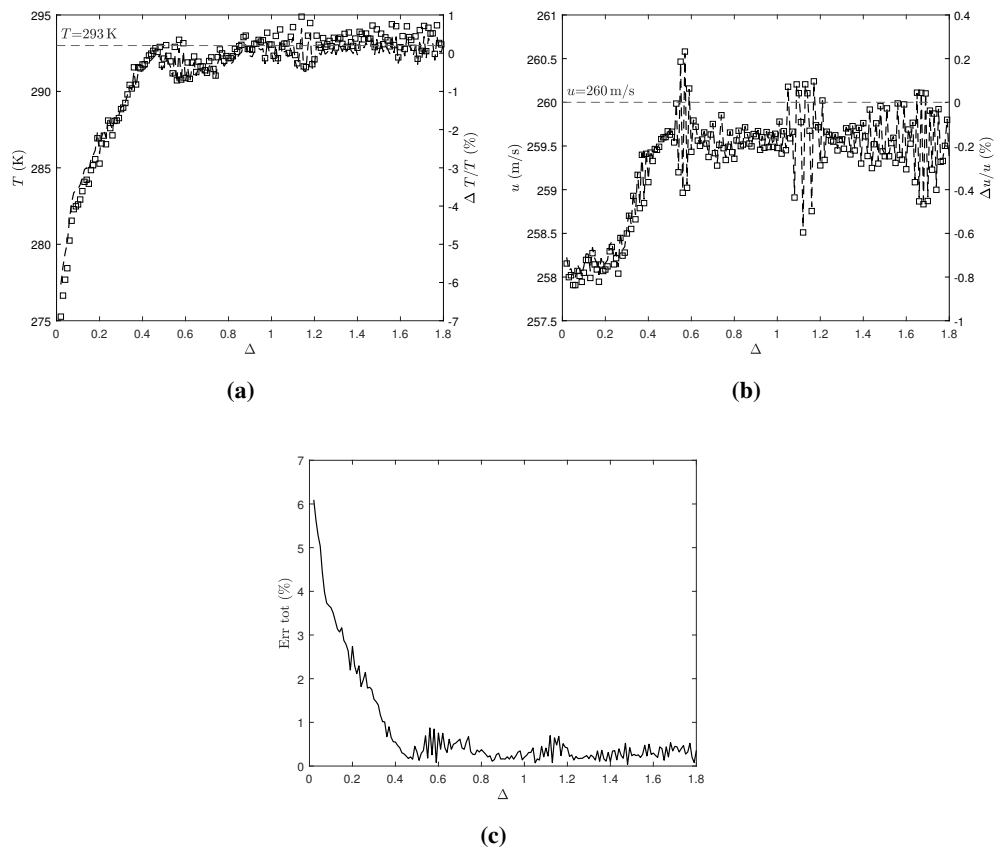 295
290
285
280
275
T (K)
T=293 K
1
0
-1
-2
-3
-4
-5
-6
-7
Δ T/T (%)
0 0.2 0.4 0.6 0.8 1 1.2 1.4 1.6 1.8
Δ
(a)
261
260.5
260
259.5
259
258.5
258
257.5
u (m/s)
u=260 m/s
0.4
0.2
0
-0.2
-0.4
-0.6
-0.8
-1
Δu/u (%)
0 0.2 0.4 0.6 0.8 1 1.2 1.4 1.6 1.8
Δ
(b)
7
6
5
4
3
2
1
0
Err tot (%)
0 0.2 0.4 0.6 0.8 1 1.2 1.4 1.6 1.8
Δ
(c)